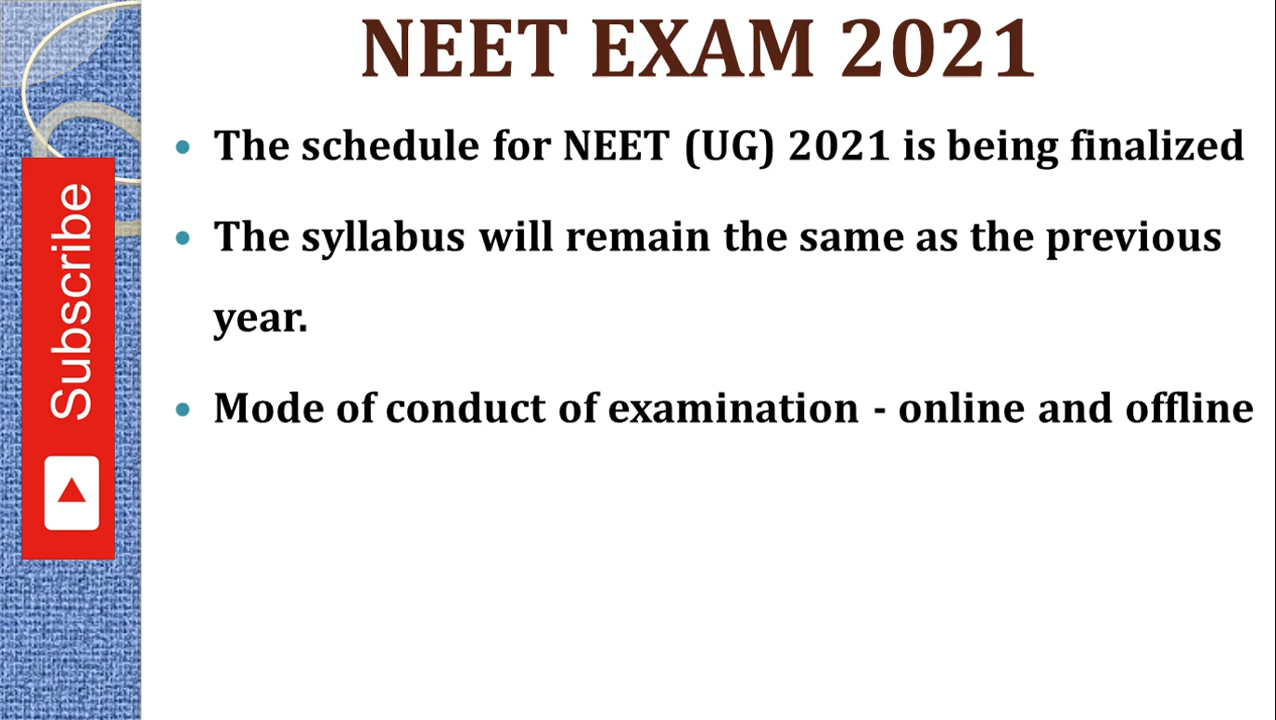 NEET EXAM 2021
• The schedule for NEET (UG) 2021 is being finalized
• The syllabus will remain the same as the previous
year.
• Mode of conduct of examination - online and offline
Subscribe